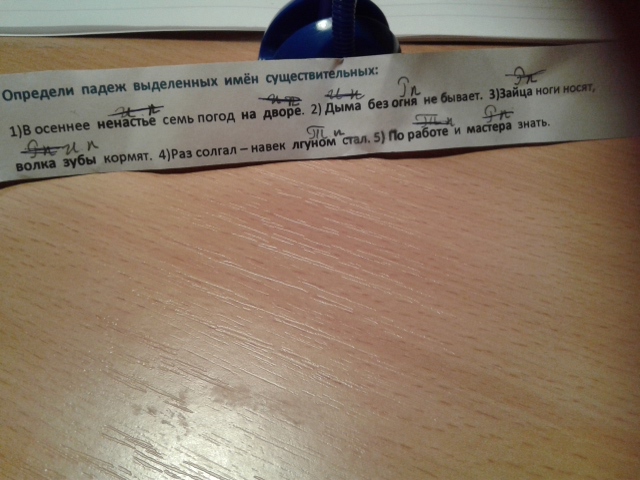 Определи падеж выделенных имён существительных:
и п и п и п Р п Р п
1)В осеннее ненастье семь погод на дворе. 2) Дыма без огня не бывает. 3)Зайца ноги носят,
Р п и п Т п Т п Р п
волка зубы кормят. 4)Раз солгал – навек лгуном стал. 5) По работе и мастера знать.